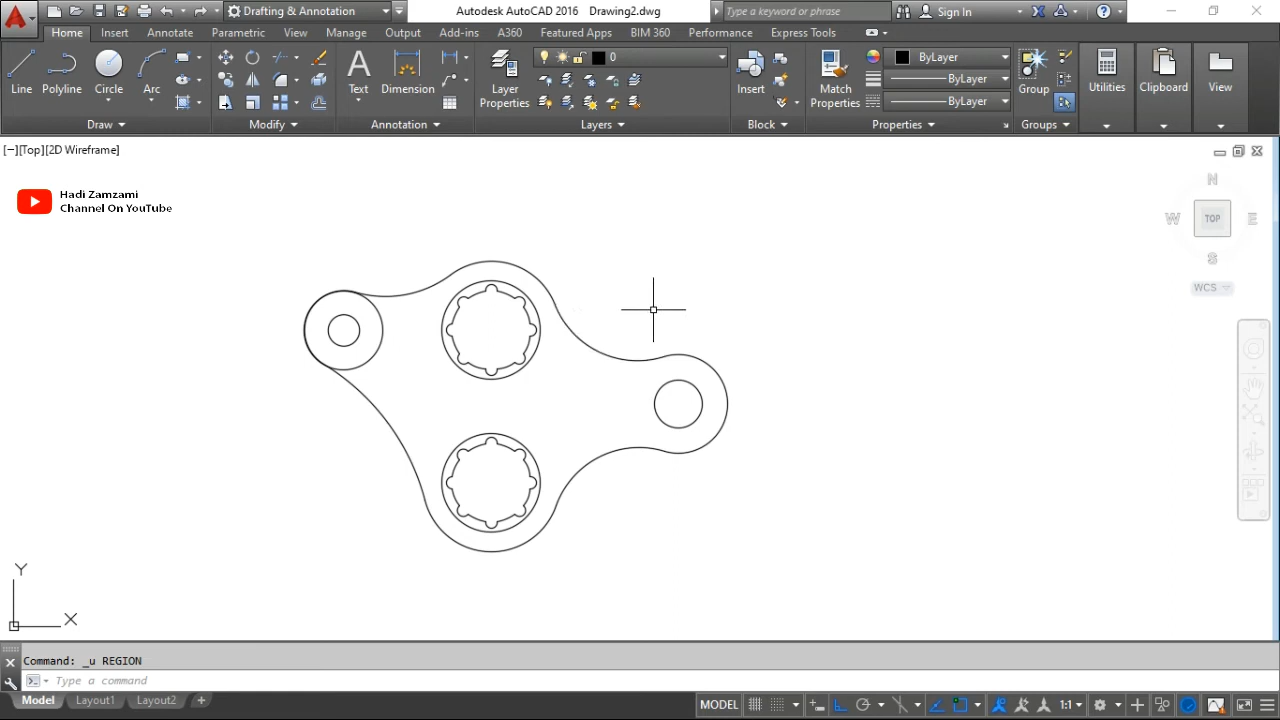 Drafting & Annotation
Autodesk AutoCAD 2016 Drawing2.dwg
Type a keyword or phrase
Sign In
Home Insert Annotate Parametric View Manage Output Add-ins A360 Featured Apps BIM 360 Performance Express Tools
0
ByLayer
ByLayer
ByLayer
Line Polyline Circle Arc
Text Dimension
Layer Properties
Insert
Match Properties
Group
Utilities
Clipboard
View
Draw Modify Annotation Layers Block Properties Groups
[−][Top][2D Wireframe]
Hadi Zamzami
Channel On YouTube
N
W TOP E
S
WCS
Y
X
Command: _u REGION
Type a command
Model Layout1 Layout2 +
MODEL 1:1